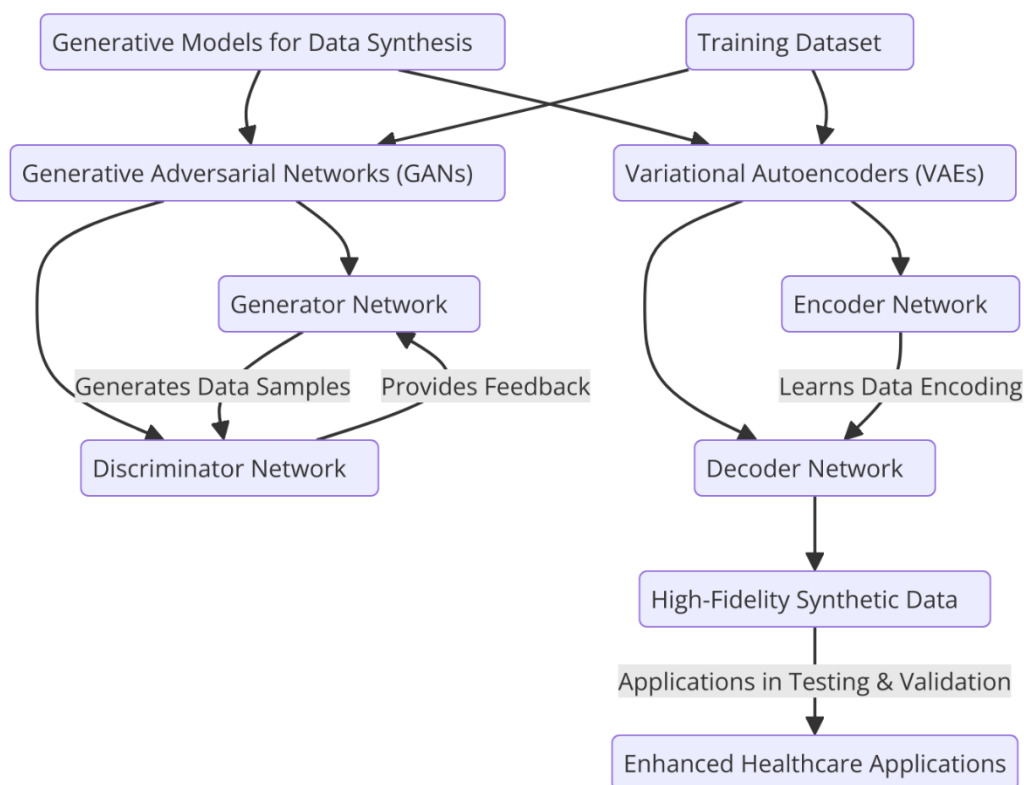 Generative Models for Data Synthesis
Training Dataset
Generative Adversarial Networks (GANs)
Variational Autoencoders (VAEs)
Generator Network
Encoder Network
Generates Data Samples
Provides Feedback
Learns Data Encoding
Discriminator Network
Decoder Network
High-Fidelity Synthetic Data
Applications in Testing & Validation
Enhanced Healthcare Applications